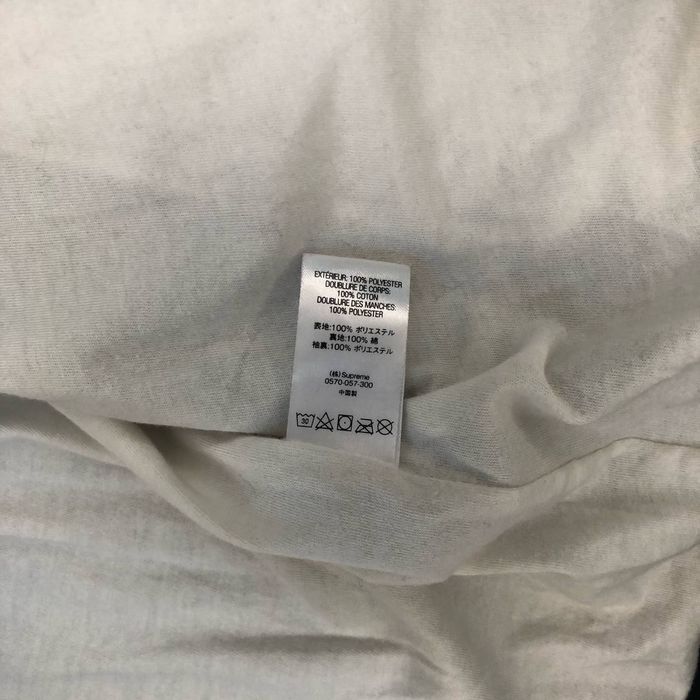 EXTÉRIEUR: 100% POLYESTER
DOUBLURE DE CORPS:
100% COTON
DOUBLURE DES MANCHES:
100% POLYESTER
表地:100% ポリエステル
裏地:100% 綿
袖裏:100% ポリエステル
(株) Supreme
0570-057-300
中国製
30